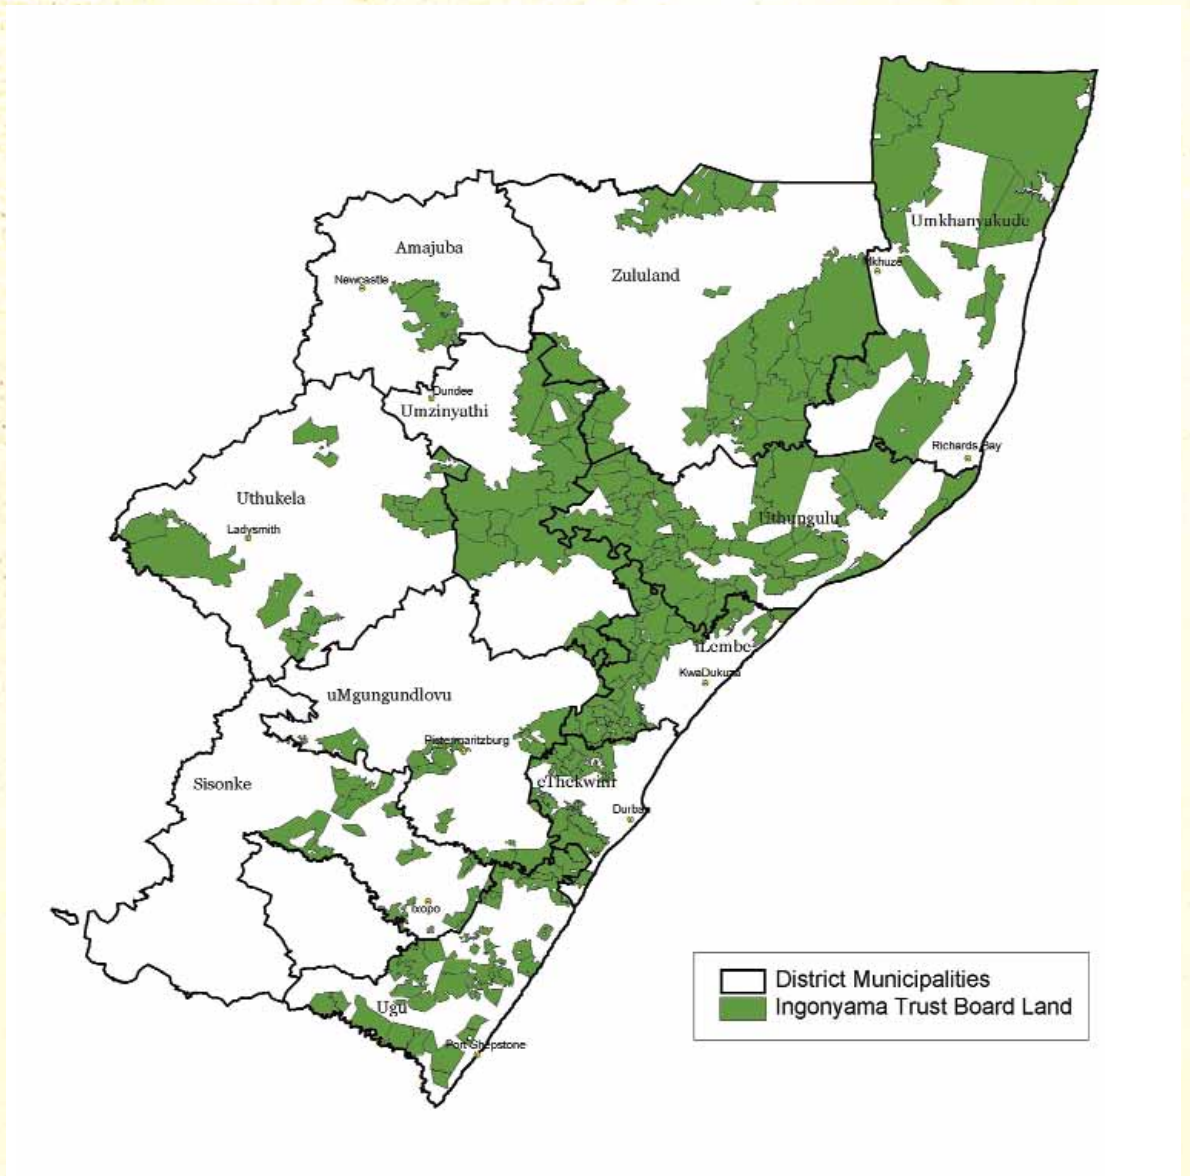 Umkhanyakude
Amajuba
Mkhuze
Zululand
Newcastle
Dundee
Umzinyathi
Richards Bay
Uthukela
Uthungulu
Ladysmith
iLembe
KwaDukuza
uMgungundlovu
Pietermaritzburg
Sisonke
eThekwini
Durban
Ixopo
District Municipalities
Ingonyama Trust Board Land
Ugu
Port Shepstone